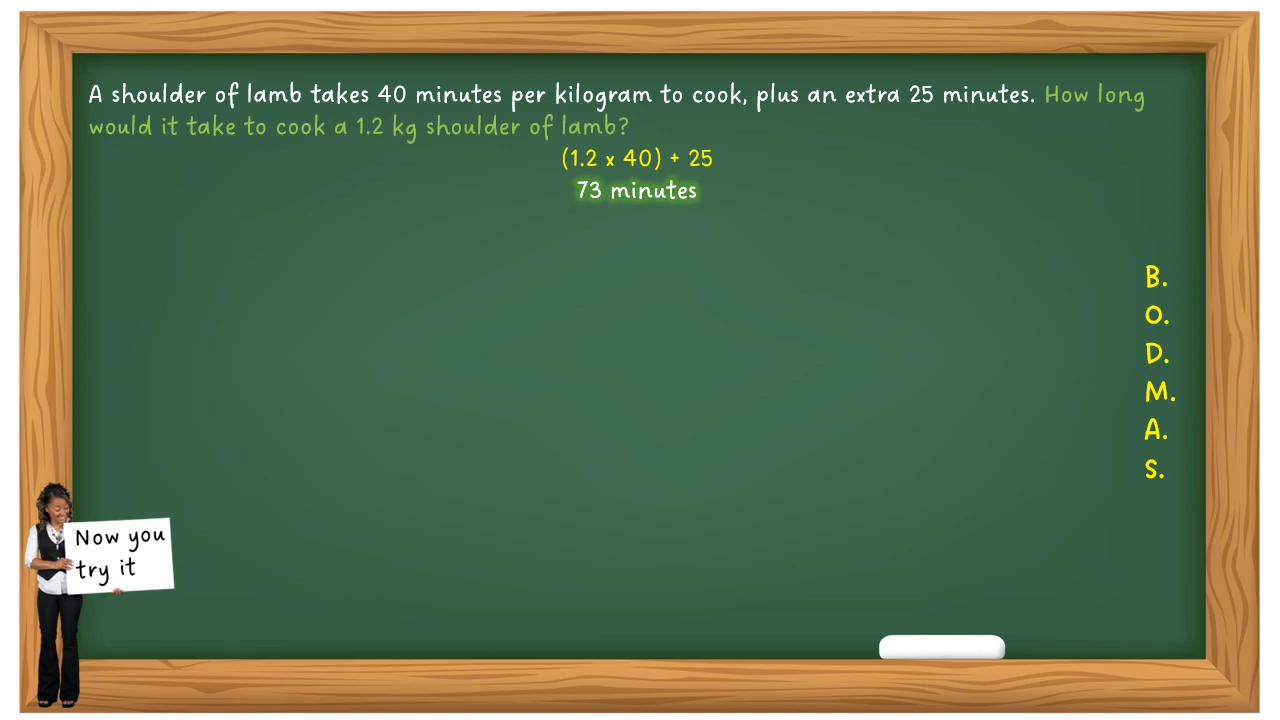 A shoulder of lamb takes 40 minutes per kilogram to cook, plus an extra 25 minutes. How long
would it take to cook a 1.2 kg shoulder of lamb?
(1.2 x 40) + 25
73 minutes
B.
O.
D.
M.
A.
S.
Now you
try it